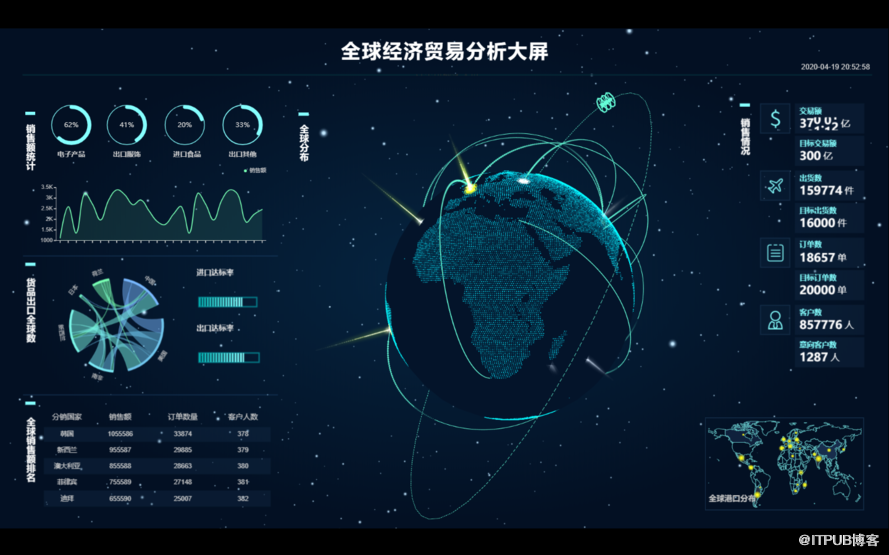 全球经济贸易分析大屏
2020-04-19 20:52:58
销售额统计
62%
41%
20%
33%
电子产品
出口服饰
进口食品
出口其他
销售额
3.5K
3K
2.5K
2K
1.5K
1000
货品出口全球数
荷兰
中国
日本
美国
南非
进口达标率
出口达标率
全球销售额排名
分销国家 销售额 订单数量 客户人数
韩国 1055586 33874 378
新西兰 955587 29885 379
澳大利亚 855588 28663 380
菲律宾 755589 27148 381
迪拜 655590 25007 382
全球分布
销售情况
交易额
亿
目标交易额
300 亿
出货数
159774 件
目标出货数
16000 件
订单数
18657 单
目标订单数
20000 单
客户数
857776 人
意向客户数
1287 人
全球港口分布
@ITPUB博客